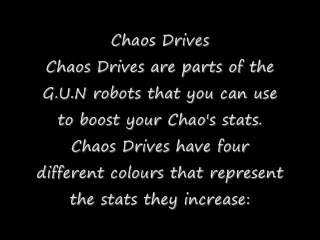 Chaos Drives
Chaos Drives are parts of the
G.U.N robots that you can use
to boost your Chao's stats.
Chaos Drives have four
different colours that represent
the stats they increase: